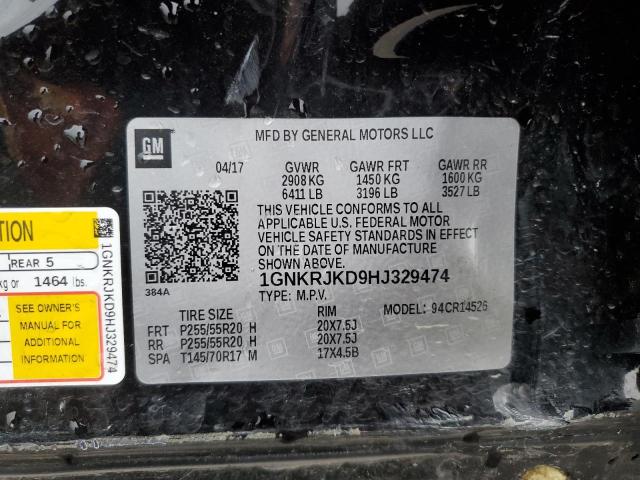 GM
MFD BY GENERAL MOTORS LLC
04/17 GVWR GAWR FRT GAWR RR
2908 KG 1450 KG 1600 KG
6411 LB 3196 LB 3527 LB
THIS VEHICLE CONFORMS TO ALL
APPLICABLE U.S. FEDERAL MOTOR
VEHICLE SAFETY STANDARDS IN EFFECT
ON THE DATE OF MANUFACTURE
SHOWN ABOVE.
384A
1GNKRJKD9HJ329474
TYPE: M.P.V.
MODEL: 94CR14526
TIRE SIZE RIM
FRT P255/55R20 H 20X7.5J
RR P255/55R20 H 20X7.5J
SPA T145/70R17 M 17X4.5B
REAR 5
kg or 1464 lbs.
SEE OWNER'S
MANUAL FOR
ADDITIONAL
INFORMATION
1GNKRJKD9HJ329474